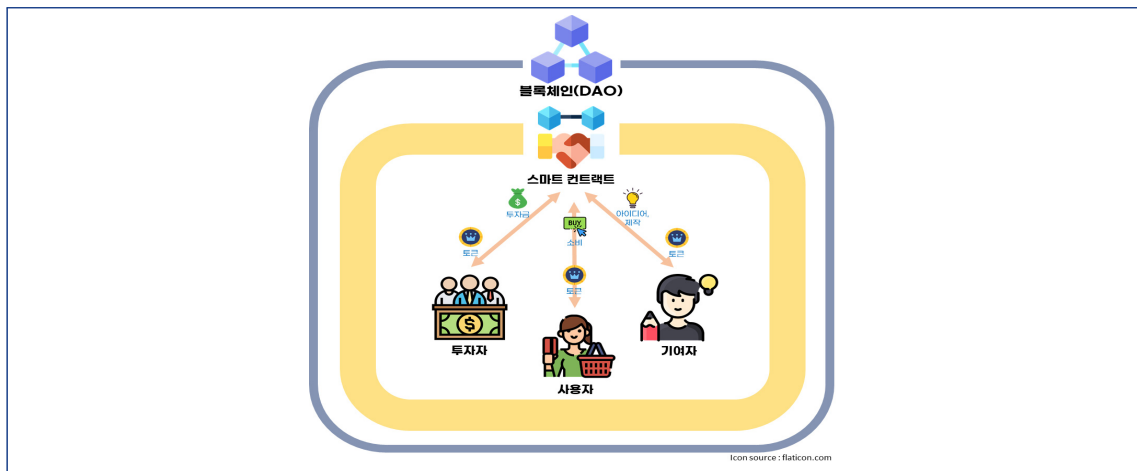 블록체인(DAO)
스마트 컨트랙트
$
투자금
BUY
소비
아이디어,
제작
토큰
토큰
토큰
$
투자자
사용자
기여자
Icon source : flaticon.com